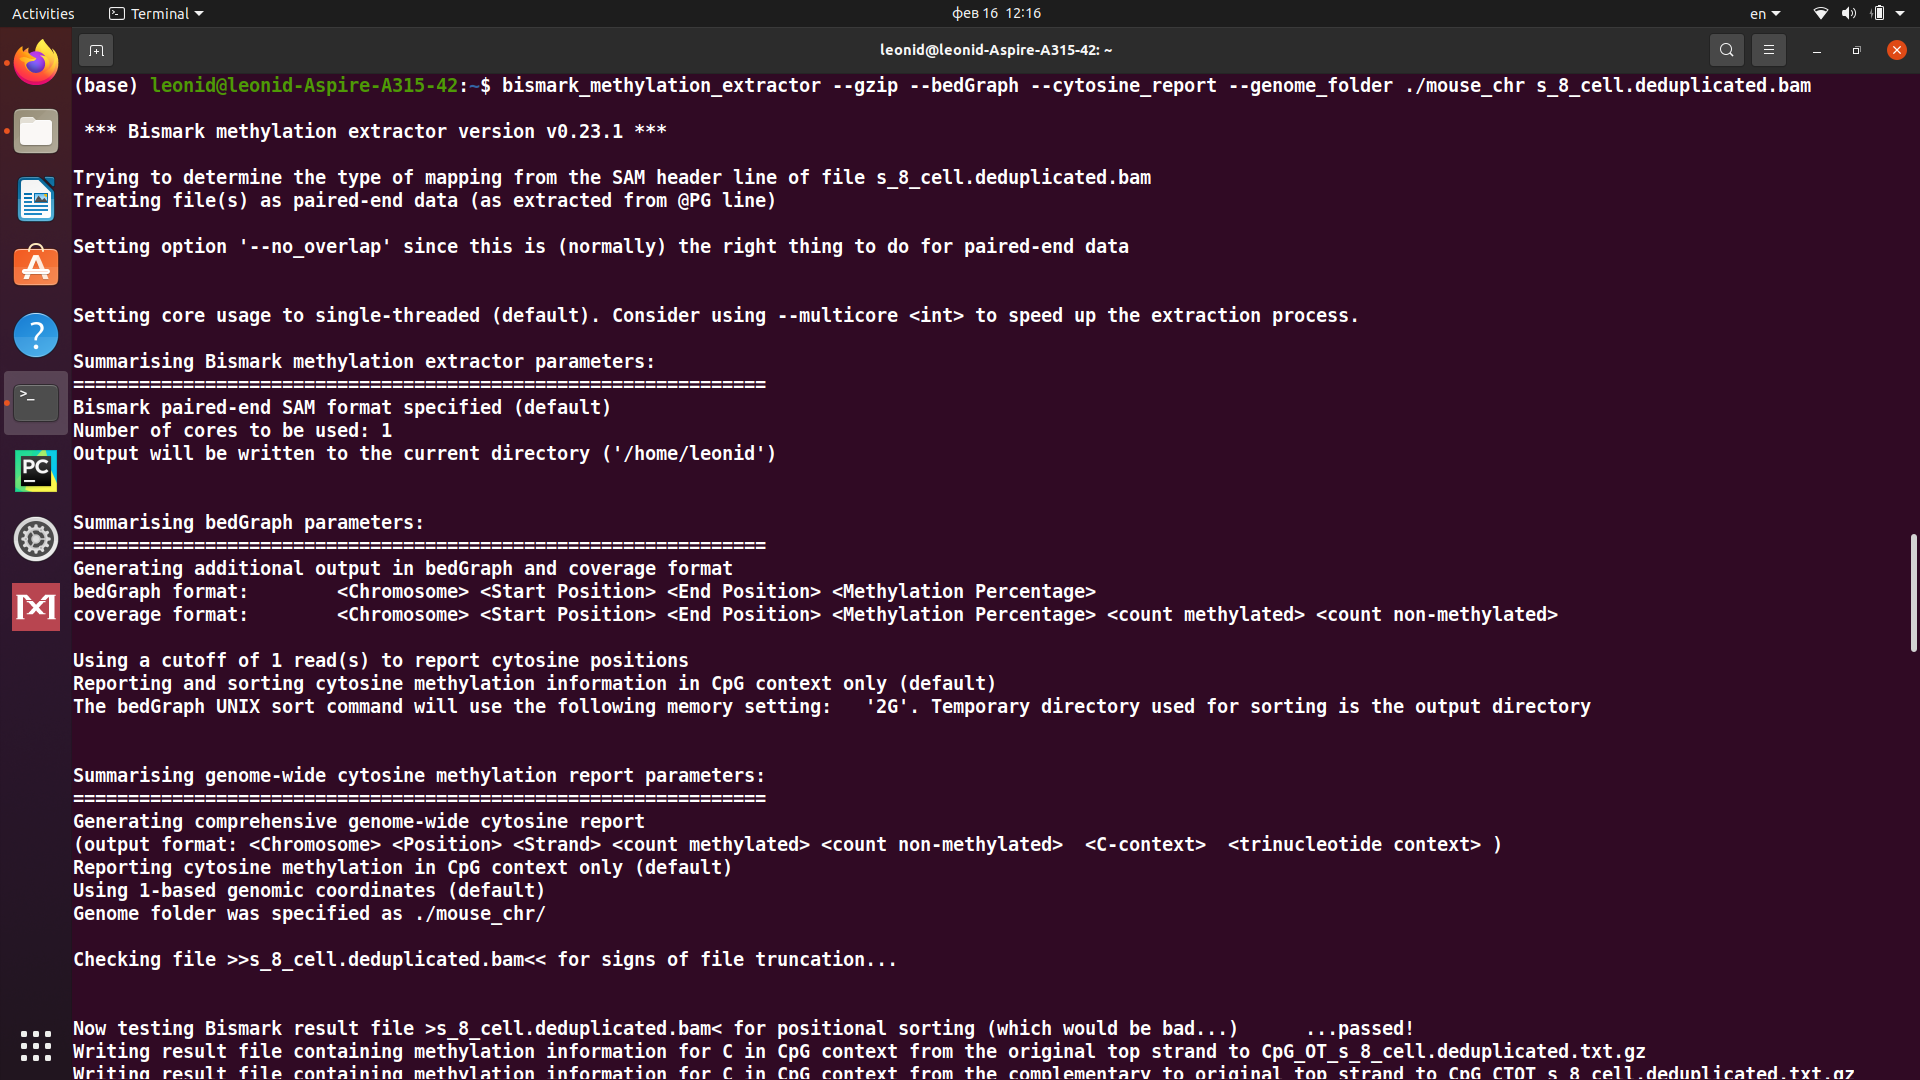 Activities
Terminal
фев 16 12:16
en
leonid@leonid-Aspire-A315-42: ~
(base) leonid@leonid-Aspire-A315-42:~$ bismark_methylation_extractor --gzip --bedGraph --cytosine_report --genome_folder ./mouse_chr s_8_cell.deduplicated.bam
*** Bismark methylation extractor version v0.23.1 ***
Trying to determine the type of mapping from the SAM header line of file s_8_cell.deduplicated.bam
Treating file(s) as paired-end data (as extracted from @PG line)
Setting option '--no_overlap' since this is (normally) the right thing to do for paired-end data
Setting core usage to single-threaded (default). Consider using --multicore <int> to speed up the extraction process.
Summarising Bismark methylation extractor parameters:
===============================================================
Bismark paired-end SAM format specified (default)
Number of cores to be used: 1
Output will be written to the current directory ('/home/leonid')
Summarising bedGraph parameters:
===============================================================
Generating additional output in bedGraph and coverage format
bedGraph format:        <Chromosome> <Start Position> <End Position> <Methylation Percentage>
coverage format:        <Chromosome> <Start Position> <End Position> <Methylation Percentage> <count methylated> <count non-methylated>
Using a cutoff of 1 read(s) to report cytosine positions
Reporting and sorting cytosine methylation information in CpG context only (default)
The bedGraph UNIX sort command will use the following memory setting:   '2G'. Temporary directory used for sorting is the output directory
Summarising genome-wide cytosine methylation report parameters:
===============================================================
Generating comprehensive genome-wide cytosine report
(output format: <Chromosome> <Position> <Strand> <count methylated> <count non-methylated>  <C-context>  <trinucleotide context> )
Reporting cytosine methylation in CpG context only (default)
Using 1-based genomic coordinates (default)
Genome folder was specified as ./mouse_chr/
Checking file >>s_8_cell.deduplicated.bam<< for signs of file truncation...
Now testing Bismark result file >s_8_cell.deduplicated.bam< for positional sorting (which would be bad...)      ...passed!
Writing result file containing methylation information for C in CpG context from the original top strand to CpG_OT_s_8_cell.deduplicated.txt.gz
Writing result file containing methylation information for C in CpG context from the complementary to original top strand to CpG_CTOT_s_8_cell.deduplicated.txt.gz
PC